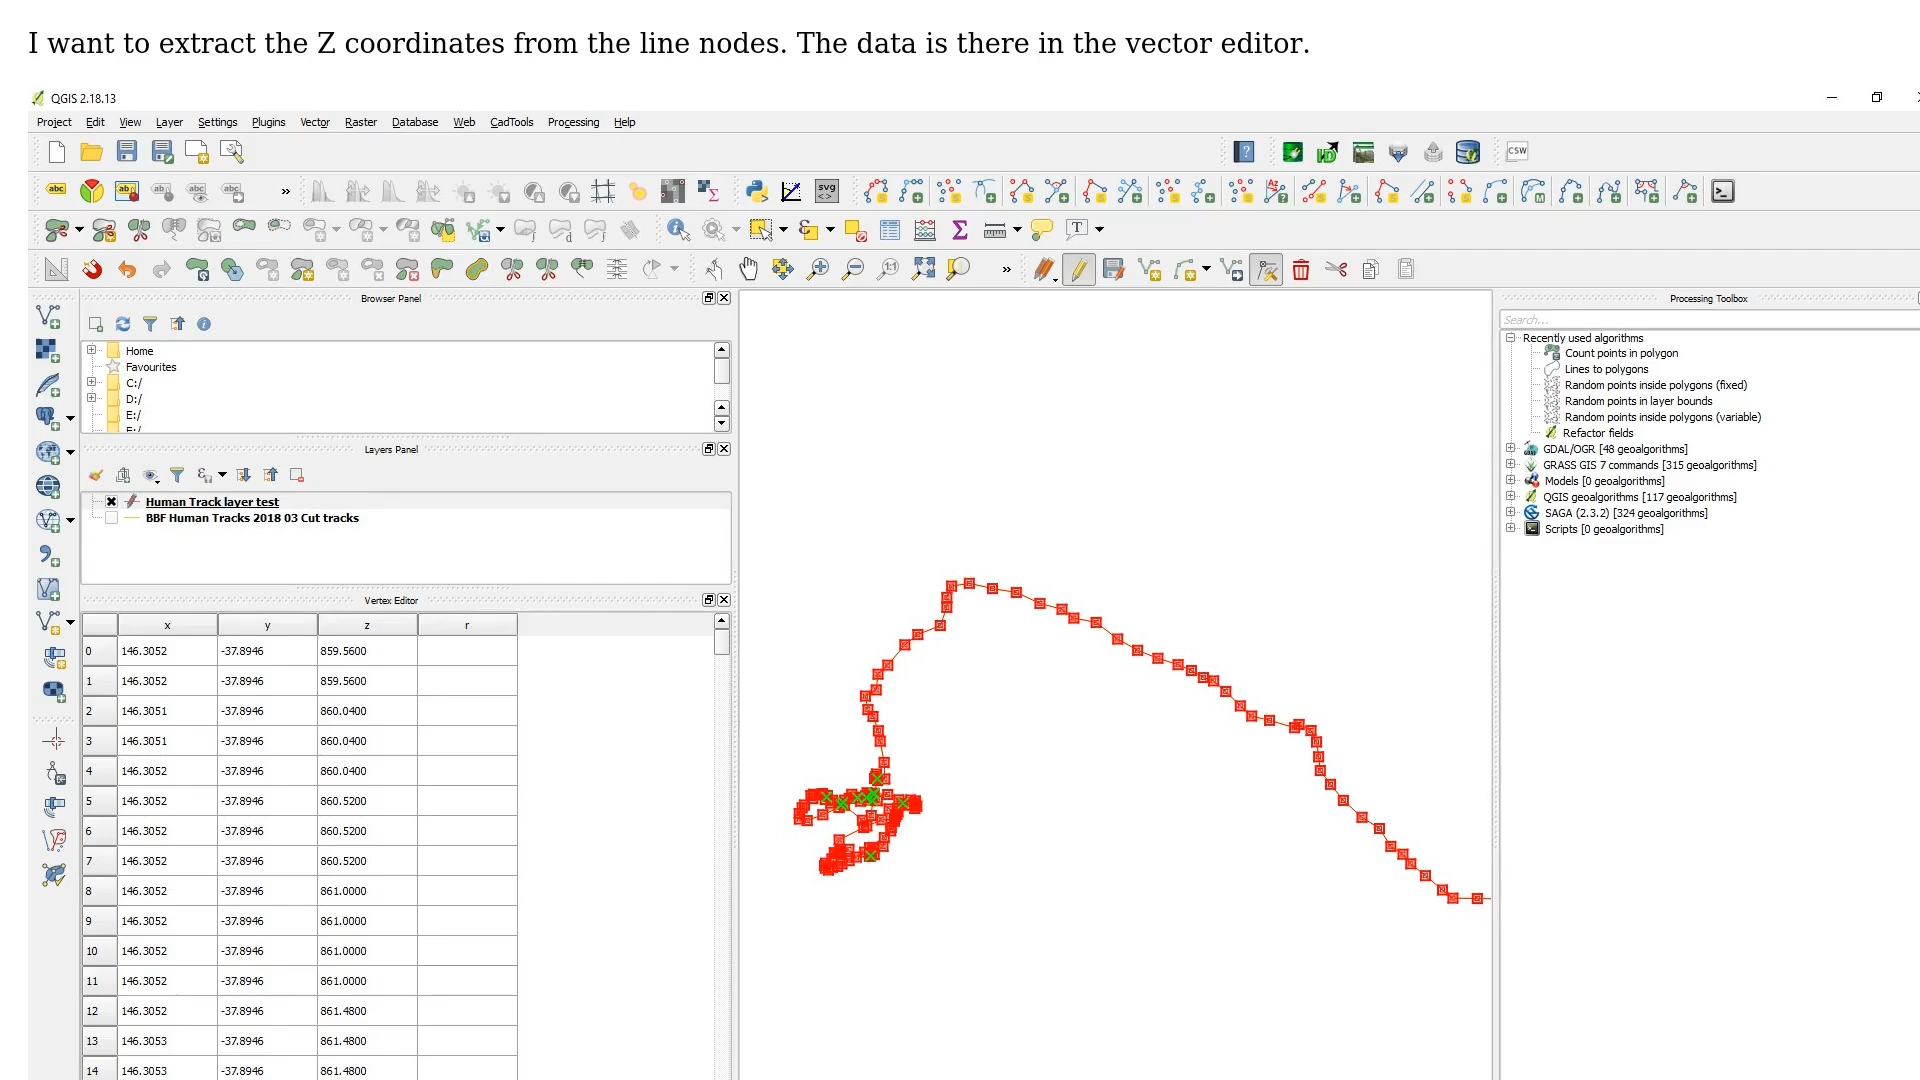 I want to extract the Z coordinates from the line nodes. The data is there in the vector editor.
QGIS 2.18.13
Project Edit View Layer Settings Plugins Vector Raster Database Web CadTools Processing Help
CSW
abc abc ab abc abc svg
1:1
Browser Panel
Home
Favourites
C:/
D:/
E:/
F:/
Layers Panel
Human Track layer test
BBF Human Tracks 2018 03 Cut tracks
Vertex Editor
x y z r
0 146.3052 -37.8946 859.5600
1 146.3052 -37.8946 859.5600
2 146.3051 -37.8946 860.0400
3 146.3051 -37.8946 860.0400
4 146.3052 -37.8946 860.0400
5 146.3052 -37.8946 860.5200
6 146.3052 -37.8946 860.5200
7 146.3052 -37.8946 860.5200
8 146.3052 -37.8946 861.0000
9 146.3052 -37.8946 861.0000
10 146.3052 -37.8946 861.0000
11 146.3052 -37.8946 861.0000
12 146.3052 -37.8946 861.4800
13 146.3053 -37.8946 861.4800
14 146.3053 -37.8946 861.4800
Processing Toolbox
Search...
Recently used algorithms
Count points in polygon
Lines to polygons
Random points inside polygons (fixed)
Random points in layer bounds
Random points inside polygons (variable)
Refactor fields
GDAL/OGR [48 geoalgorithms]
GRASS GIS 7 commands [315 geoalgorithms]
Models [0 geoalgorithms]
QGIS geoalgorithms [117 geoalgorithms]
SAGA (2.3.2) [324 geoalgorithms]
Scripts [0 geoalgorithms]